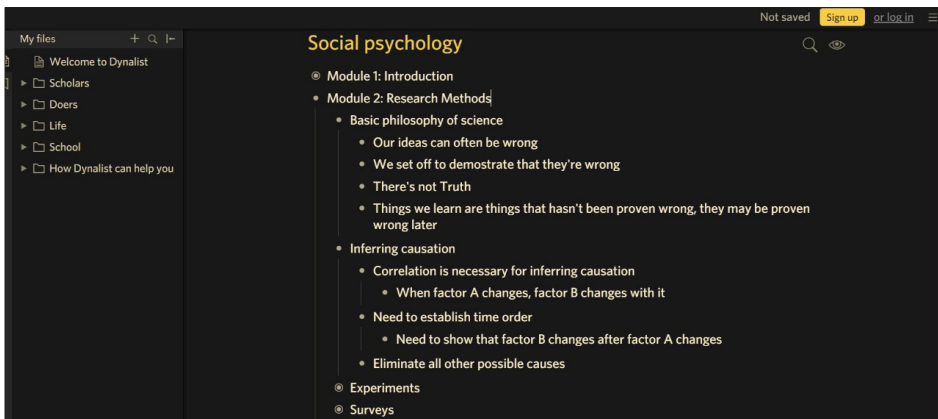 Not saved Sign up or log in
My files
Welcome to Dynalist
Scholars
Doers
Life
School
How Dynalist can help you
Social psychology
Module 1: Introduction
Module 2: Research Methods
Basic philosophy of science
Our ideas can often be wrong
We set off to demostrate that they're wrong
There's not Truth
Things we learn are things that hasn't been proven wrong, they may be proven
wrong later
Inferring causation
Correlation is necessary for inferring causation
When factor A changes, factor B changes with it
Need to establish time order
Need to show that factor B changes after factor A changes
Eliminate all other possible causes
Experiments
Surveys